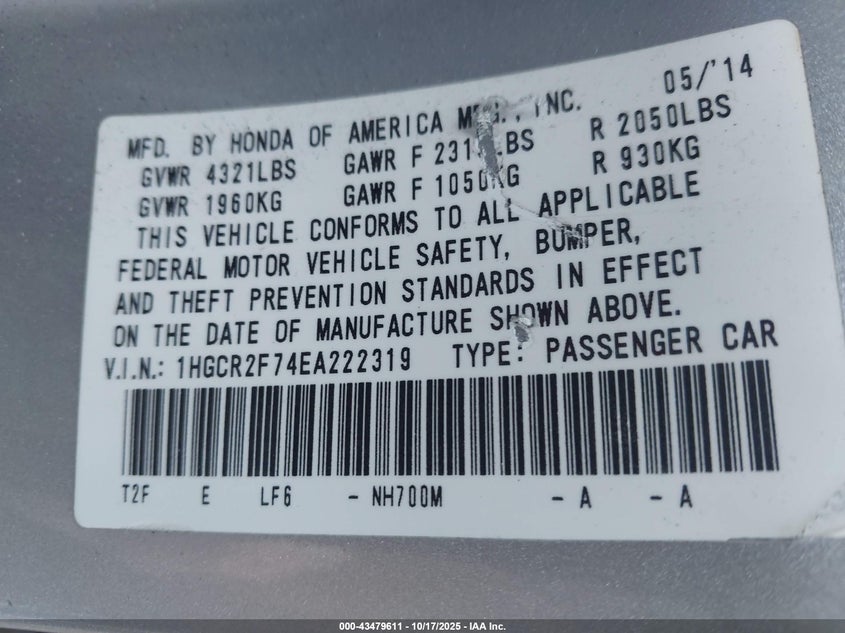 05/'14
MFD. BY HONDA OF AMERICA INC.
GVWR 4321LBS GAWR F R 2050LBS
GVWR 1960KG GAWR F 1050KG R 930KG
THIS VEHICLE CONFORMS TO ALL APPLICABLE
FEDERAL MOTOR VEHICLE SAFETY, BUMPER,
AND THEFT PREVENTION STANDARDS IN EFFECT
ON THE DATE OF MANUFACTURE SHOWN ABOVE.
V.I.N.: 1HGCR2F74EA222319 TYPE: PASSENGER CAR
T2F E LF6 - NH700M - A - A
000-43479611 - 10/17/2025 - IAA Inc.